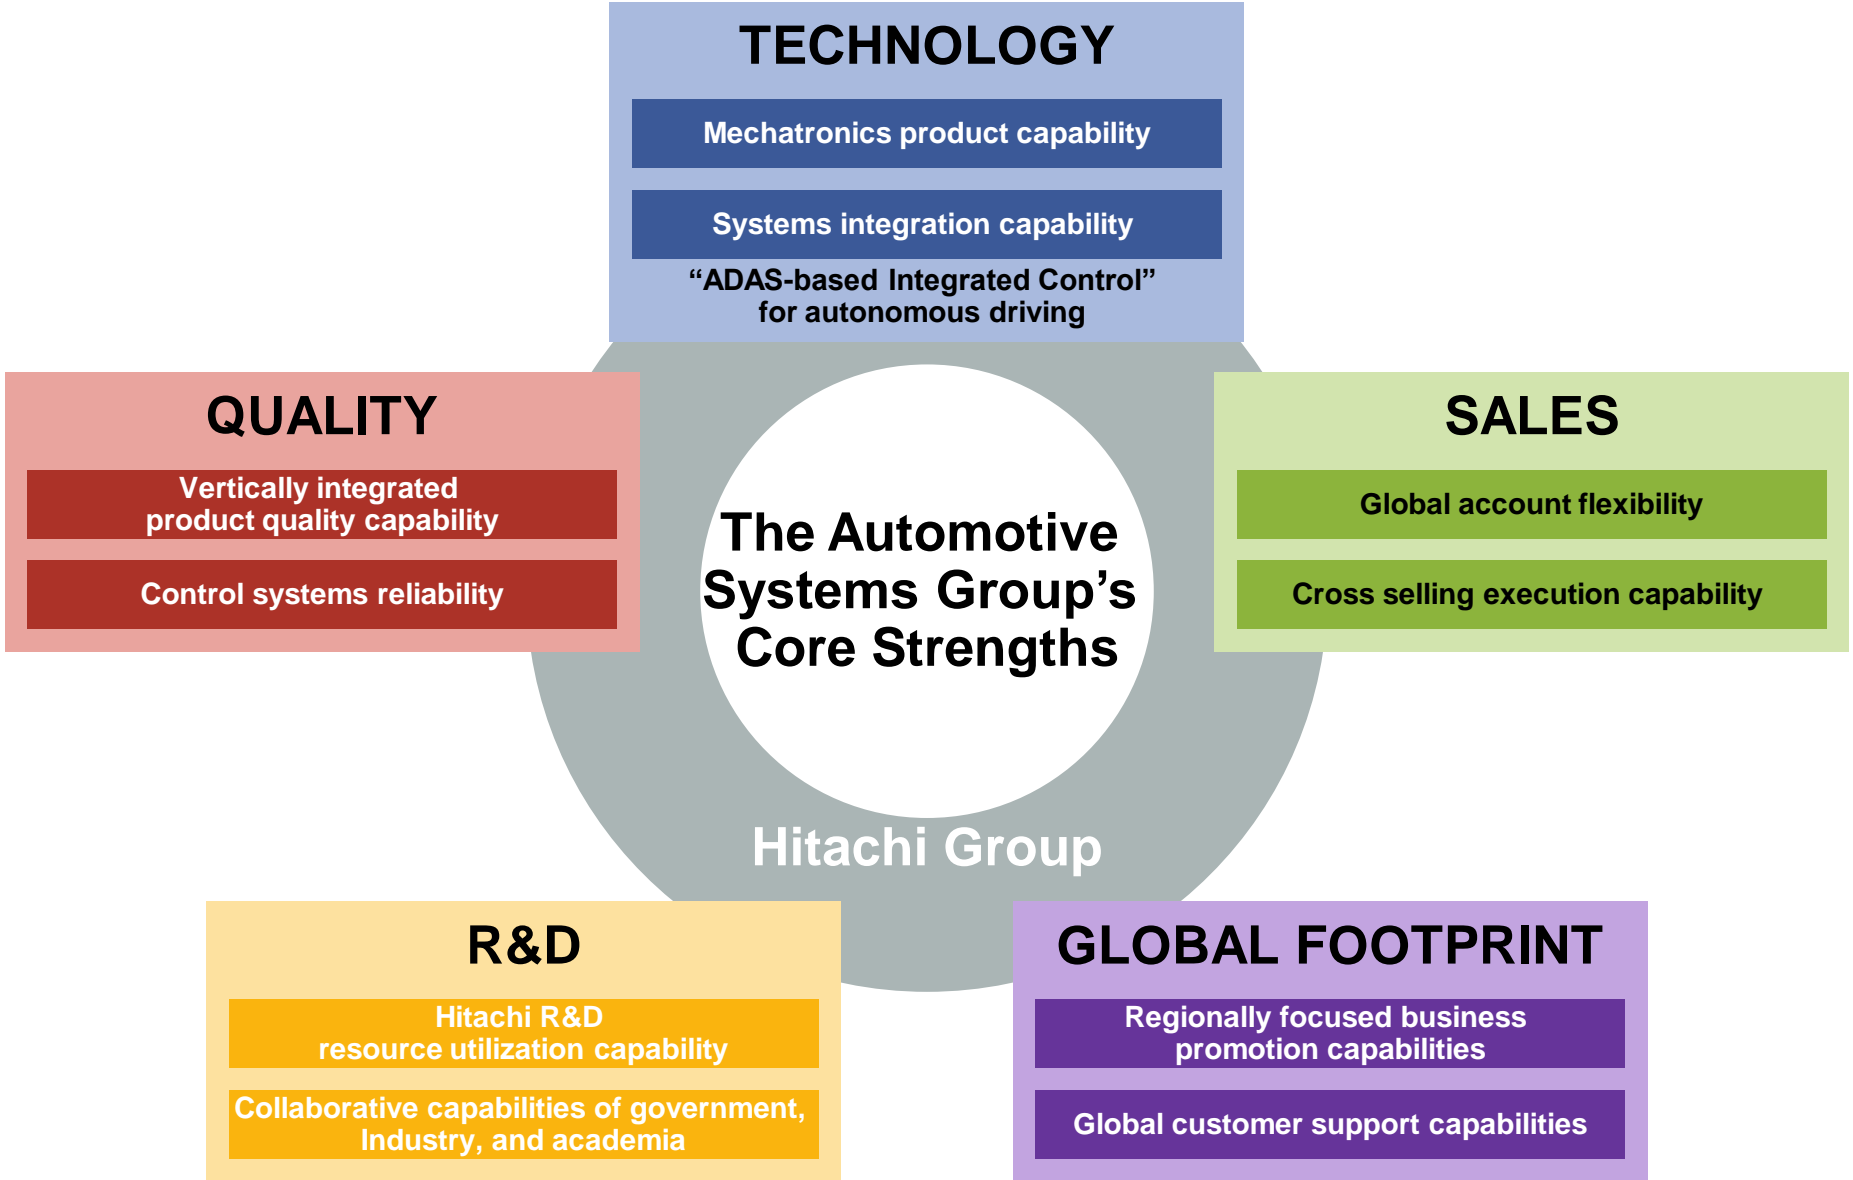 TECHNOLOGY
Mechatronics product capability
Systems integration capability
“ADAS-based Integrated Control”
for autonomous driving
QUALITY
Vertically integrated
product quality capability
Control systems reliability
SALES
Global account flexibility
Cross selling execution capability
The Automotive
Systems Group’s
Core Strengths
Hitachi Group
R&D
Hitachi R&D
resource utilization capability
Collaborative capabilities of government,
Industry, and academia
GLOBAL FOOTPRINT
Regionally focused business
promotion capabilities
Global customer support capabilities